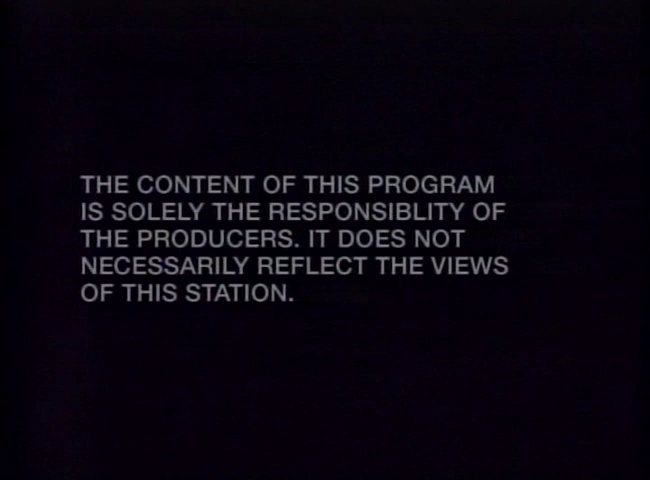 THE CONTENT OF THIS PROGRAM
IS SOLELY THE RESPONSIBLITY OF
THE PRODUCERS. IT DOES NOT
NECESSARILY REFLECT THE VIEWS
OF THIS STATION.